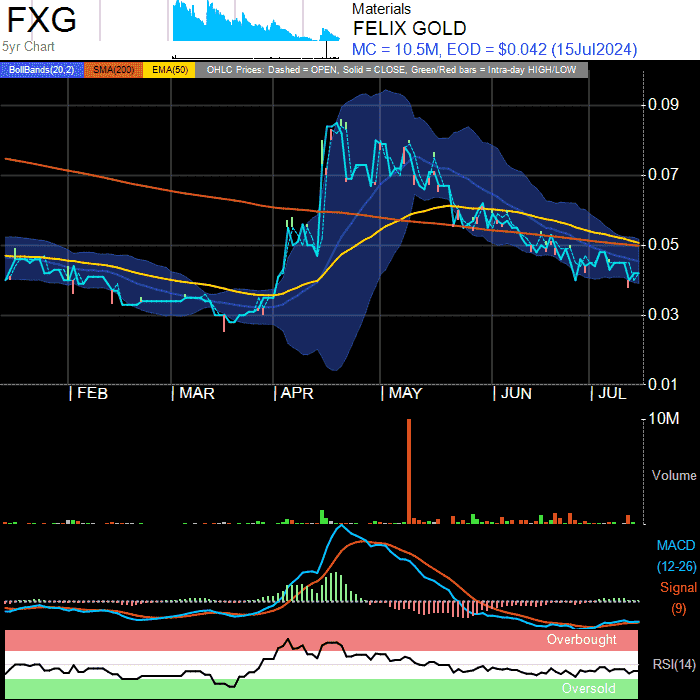 FXG
5yr Chart
Materials
FELIX GOLD
MC = 10.5M, EOD = $0.042 (15Jul2024)
BollBands(20,2) SMA(200) EMA(50) OHLC Prices: Dashed = OPEN, Solid = CLOSE, Green/Red bars = Intra-day HIGH/LOW
0.09
0.07
0.05
0.03
0.01
FEB MAR APR MAY JUN JUL
10M
Volume
MACD
(12-26)
Signal
(9)
Overbought
RSI(14)
Oversold